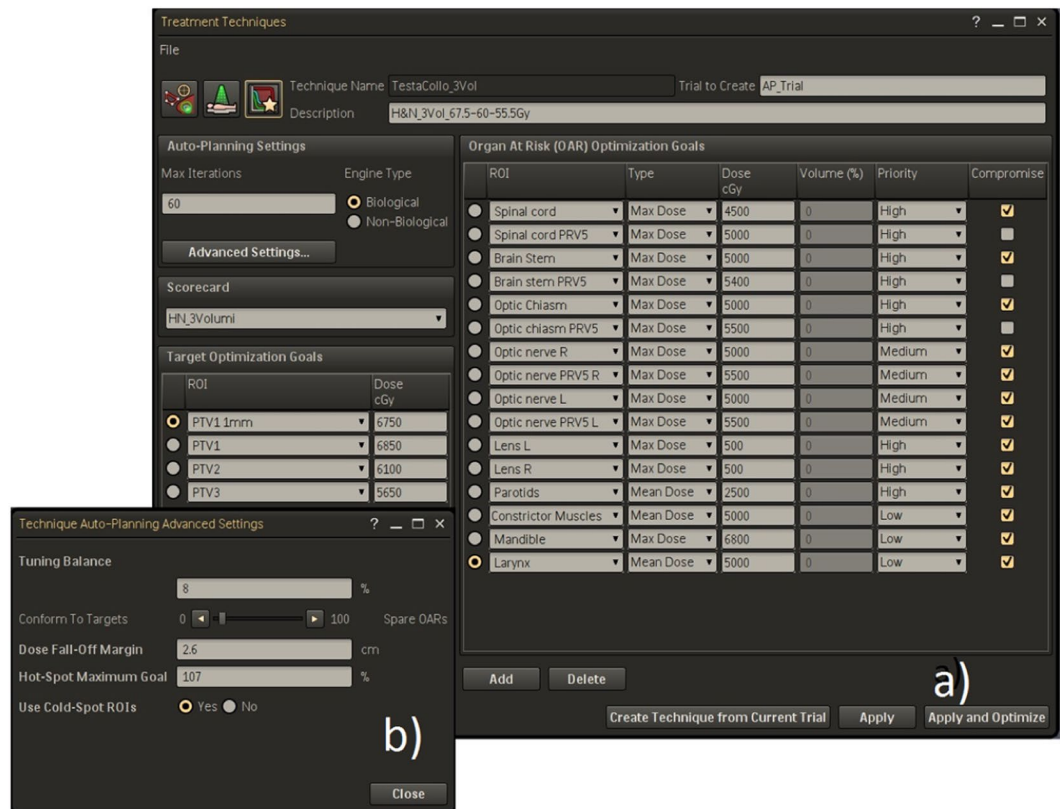 Treatment Techniques ? _ □ ×
File
Technique Name TestaCollo_3Vol Trial to Create AP_Trial
Description H&N_3Vol_67.5-60-55.5Gy
Auto-Planning Settings
Max Iterations Engine Type
60 Biological
Non-Biological
Advanced Settings...
Scorecard
HN_3Volumi
Target Optimization Goals
ROI Dose
cGy
PTV1 1mm 6750
PTV1 6850
PTV2 6100
PTV3 5650
Organ At Risk (OAR) Optimization Goals
ROI Type Dose Volume (%) Priority Compromise
cGy
Spinal cord Max Dose 4500 0 High
Spinal cord PRV5 Max Dose 5000 0 High
Brain Stem Max Dose 5000 0 High
Brain stem PRV5 Max Dose 5400 0 High
Optic Chiasm Max Dose 5000 0 High
Optic chiasm PRV5 Max Dose 5500 0 High
Optic nerve R Max Dose 5000 0 Medium
Optic nerve PRV5 R Max Dose 5500 0 Medium
Optic nerve L Max Dose 5000 0 Medium
Optic nerve PRV5 L Max Dose 5500 0 Medium
Lens L Max Dose 500 0 High
Lens R Max Dose 500 0 High
Parotids Mean Dose 2500 0 High
Constrictor Muscles Mean Dose 5000 0 Low
Mandible Max Dose 6800 0 Low
Larynx Mean Dose 5000 0 Low
Add Delete
a)
Create Technique from Current Trial Apply Apply and Optimize
Technique Auto-Planning Advanced Settings ? _ □ ×
Tuning Balance
8 %
Conform To Targets 0 100 Spare OARs
Dose Fall-Off Margin 2.6 cm
Hot-Spot Maximum Goal 107 %
Use Cold-Spot ROIs Yes No
b)
Close